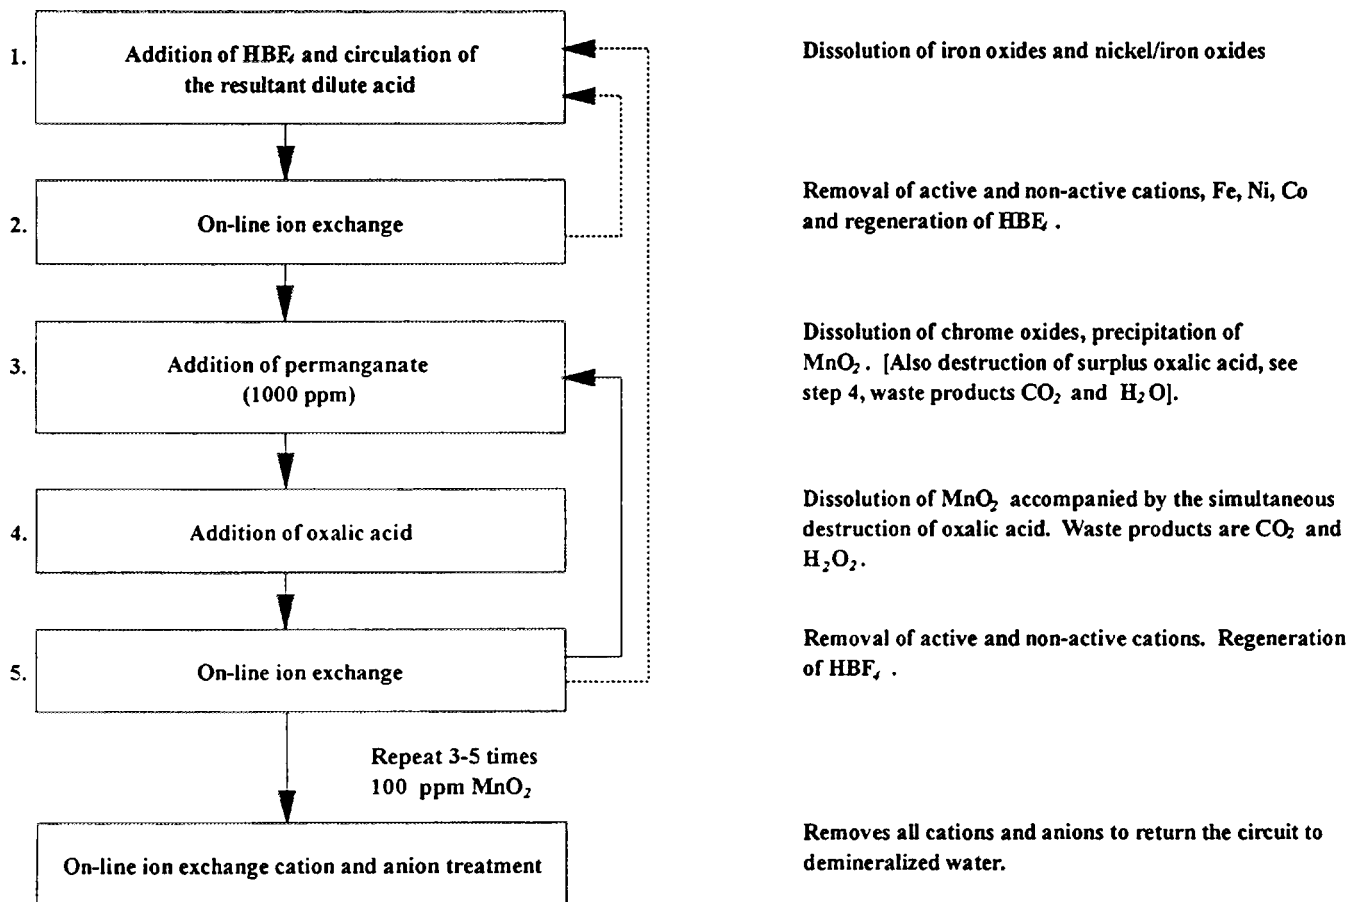 1.
Addition of HBF₄ and circulation of
the resultant dilute acid
Dissolution of iron oxides and nickel/iron oxides
2.
On-line ion exchange
Removal of active and non-active cations, Fe, Ni, Co
and regeneration of HBF₄ .
3.
Addition of permanganate
(1000 ppm)
Dissolution of chrome oxides, precipitation of
MnO₂ . [Also destruction of surplus oxalic acid, see
step 4, waste products CO₂ and H₂O].
4.
Addition of oxalic acid
Dissolution of MnO₂ accompanied by the simultaneous
destruction of oxalic acid. Waste products are CO₂ and
H₂O₂.
5.
On-line ion exchange
Removal of active and non-active cations. Regeneration
of HBF₄ .
Repeat 3-5 times
100 ppm MnO₂
On-line ion exchange cation and anion treatment
Removes all cations and anions to return the circuit to
demineralized water.